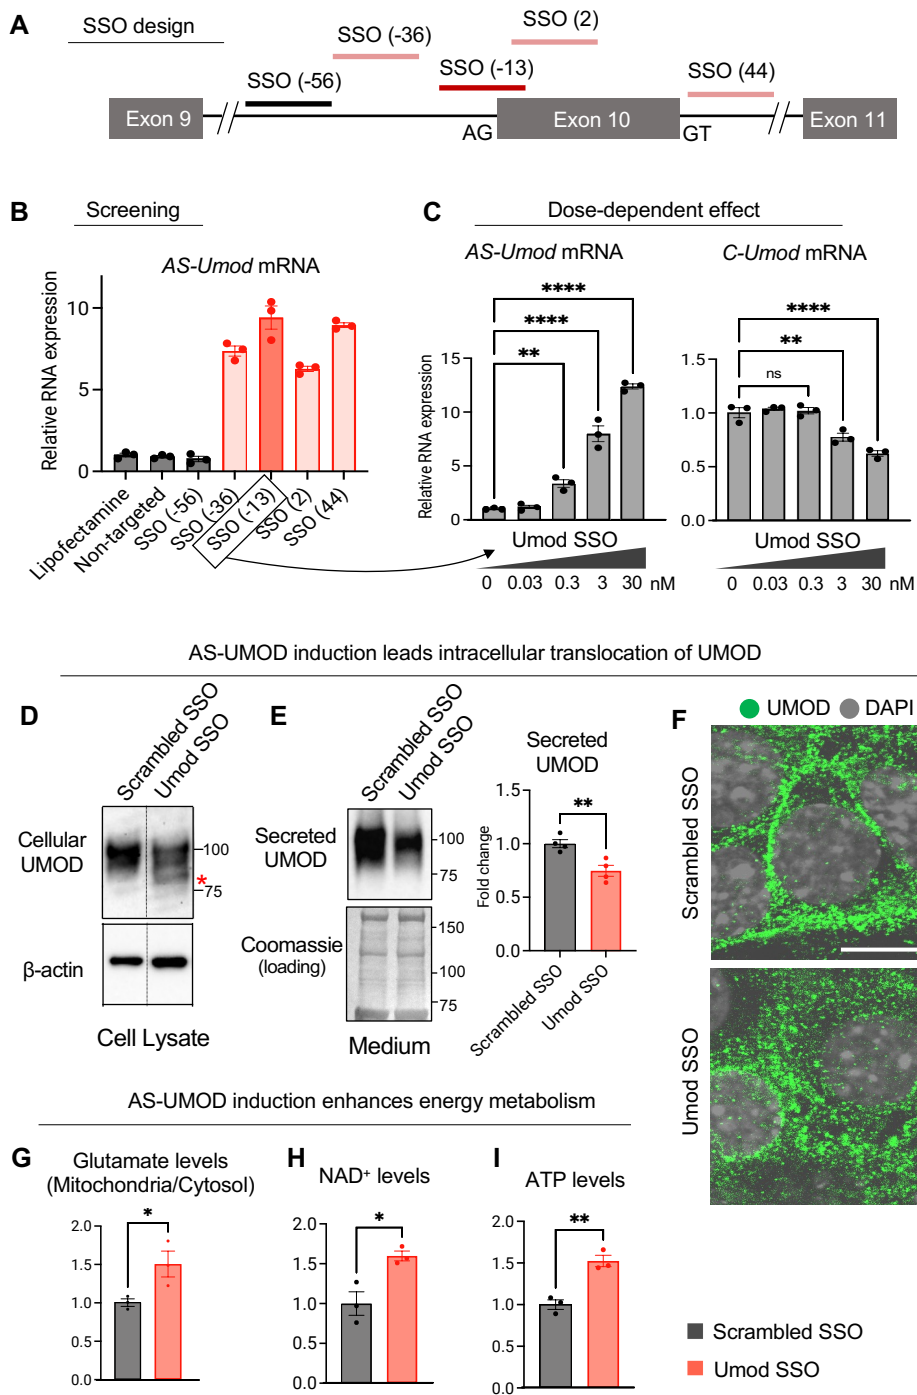 A
SSO design
SSO (-56)
SSO (-36)
SSO (-13)
SSO (2)
SSO (44)
Exon 9
AG
Exon 10
GT
Exon 11
B
Screening
AS-Umod mRNA
Relative RNA expression
10
5
0
Lipofectamine
Non-targeted
SSO (-56)
SSO (-36)
SSO (-13)
SSO (2)
SSO (44)
C
Dose-dependent effect
AS-Umod mRNA
Relative RNA expression
15
10
5
0
**
****
****
Umod SSO
0 0.03 0.3 3 30 nM
C-Umod mRNA
1.5
1.0
0.5
0
ns
**
****
Umod SSO
0 0.03 0.3 3 30 nM
AS-UMOD induction leads intracellular translocation of UMOD
D
Scrambled SSO
Umod SSO
Cellular
UMOD
100
*
75
β-actin
Cell Lysate
E
Scrambled SSO
Umod SSO
Secreted
UMOD
100
75
Coomassie
(loading)
150
100
75
Medium
Secreted
UMOD
Fold change
1.5
1.0
0.5
0.0
**
Scrambled SSO
Umod SSO
F
UMOD
DAPI
Scrambled SSO
Umod SSO
AS-UMOD induction enhances energy metabolism
G
Glutamate levels
(Mitochondria/Cytosol)
2.0
1.5
1.0
0.5
0.0
*
H
NAD⁺ levels
2.0
1.5
1.0
0.5
0.0
*
I
ATP levels
2.0
1.5
1.0
0.5
0.0
**
Scrambled SSO
Umod SSO